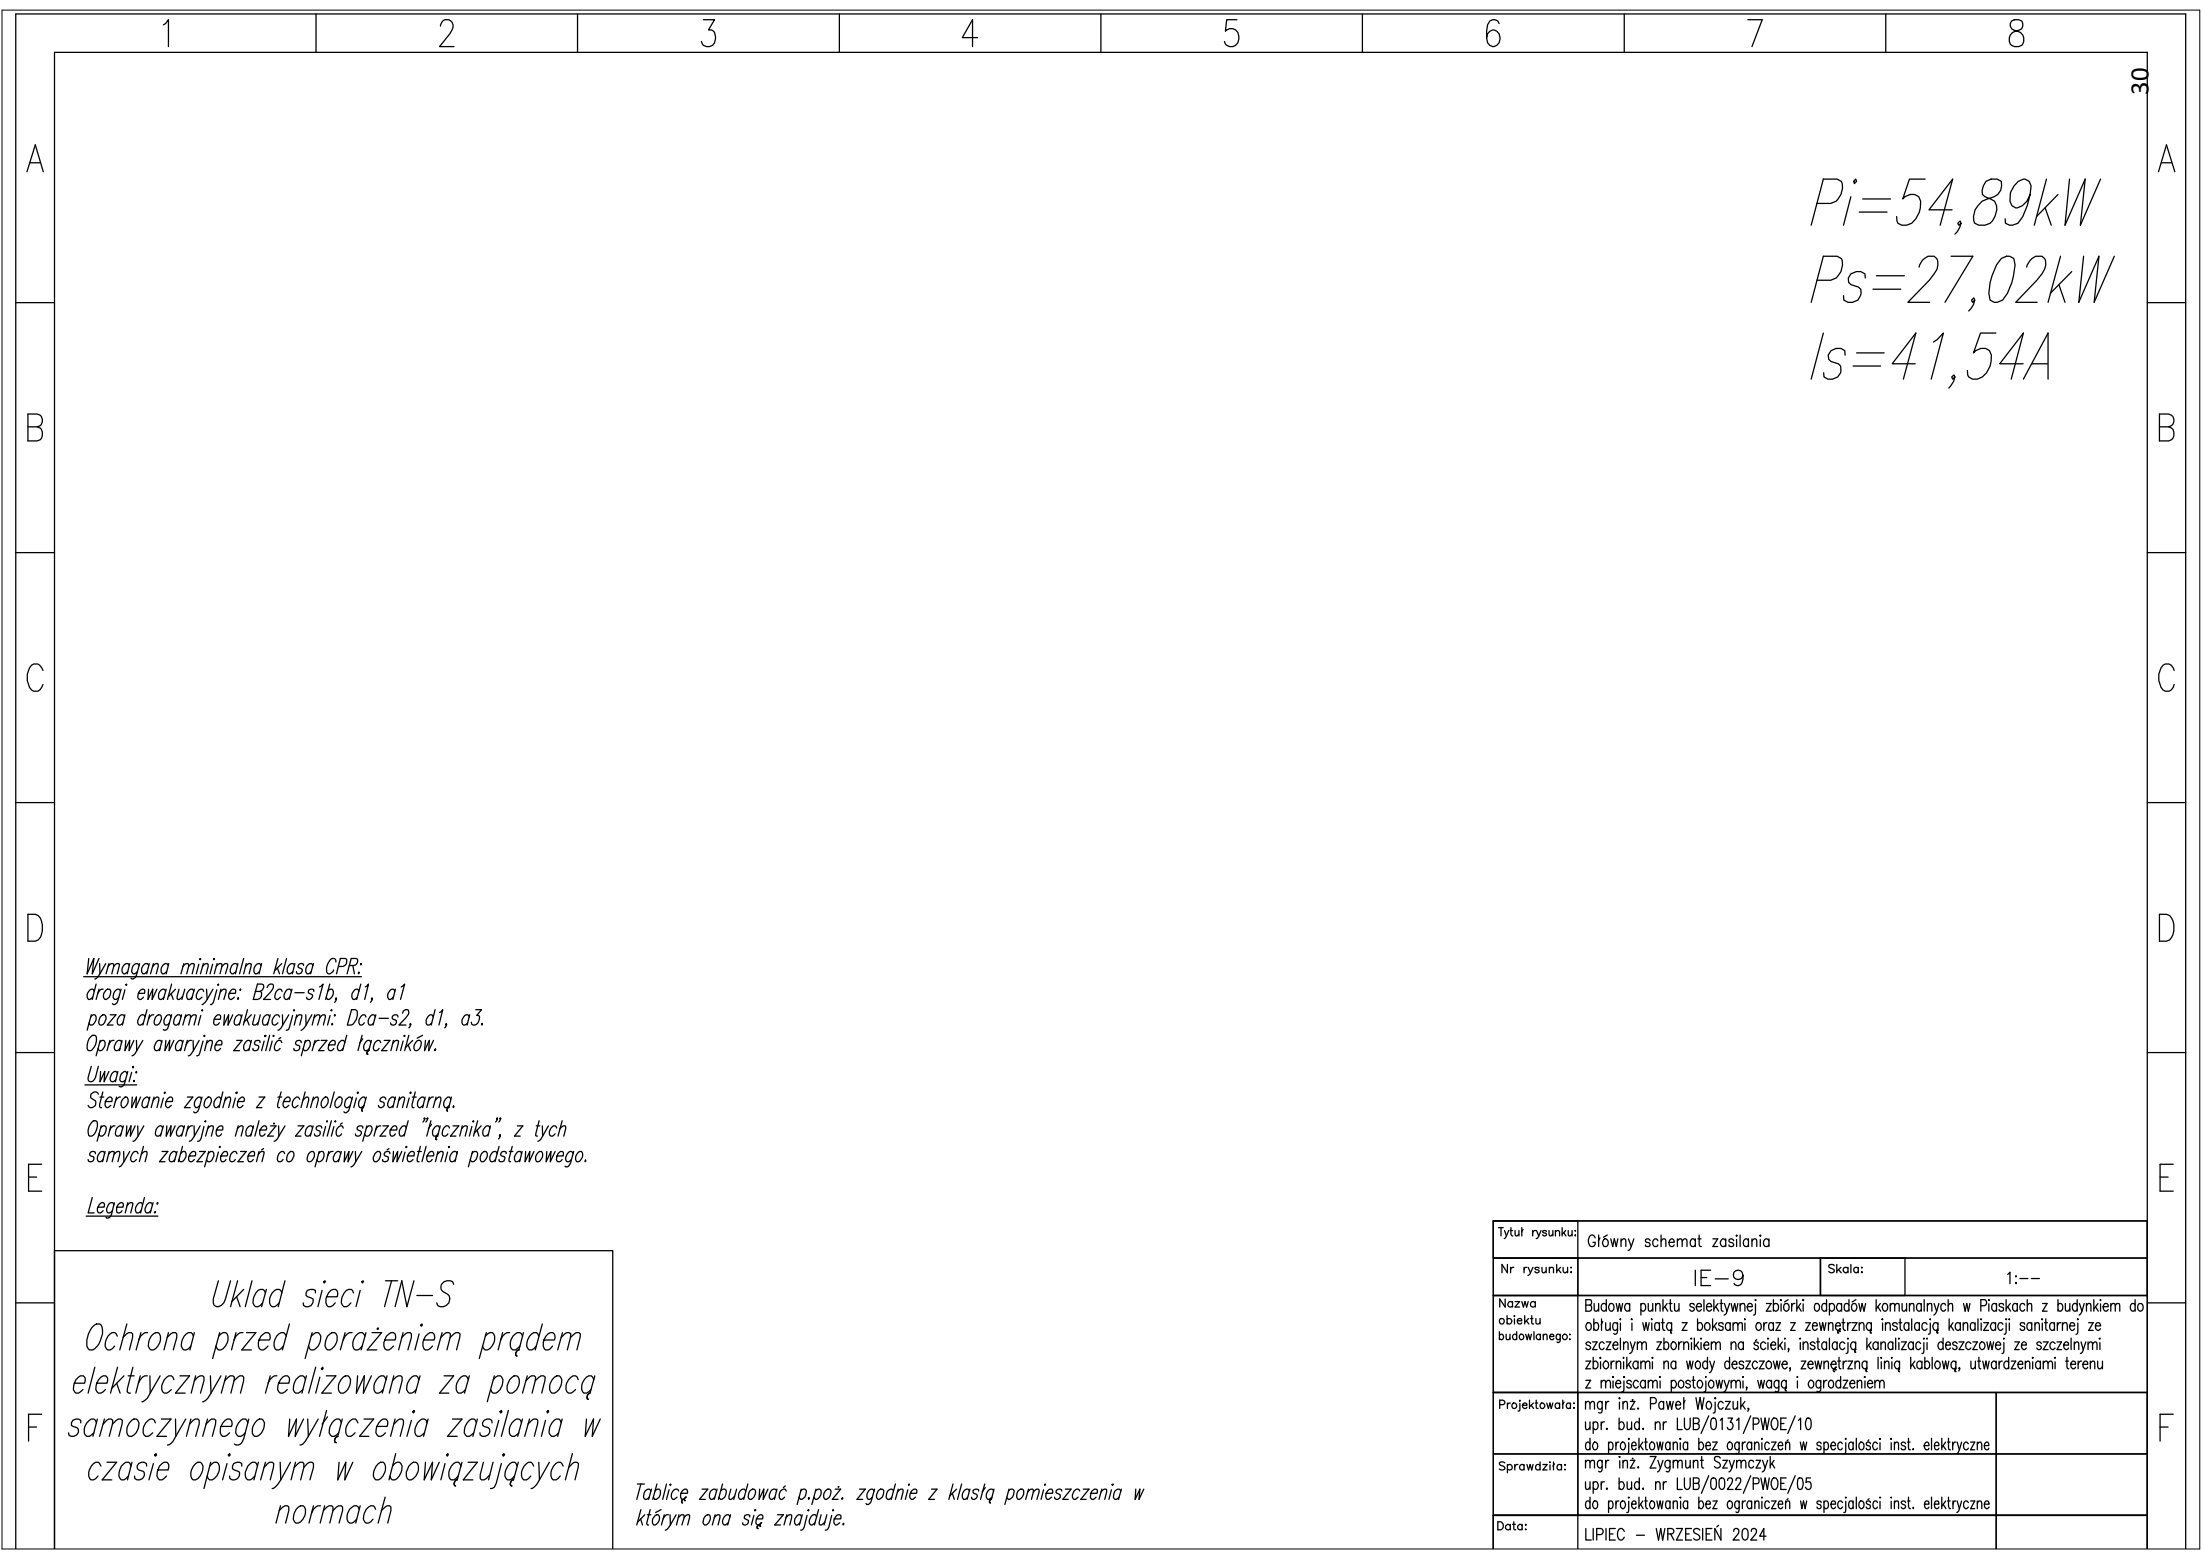 1 2 3 4 5 6 7 8
30
A A
Pi=54,89kW
Ps=27,02kW
Is=41,54A
B B
C C
D D
Wymagana minimalna klasa CPR:
drogi ewakuacyjne: B2ca-s1b, d1, a1
poza drogami ewakuacyjnymi: Dca-s2, d1, a3.
Oprawy awaryjne zasilić sprzed łączników.
Uwagi:
Sterowanie zgodnie z technologią sanitarną.
Oprawy awaryjne należy zasilić sprzed "łącznika", z tych
samych zabezpieczeń co oprawy oświetlenia podstawowego.
E E
Legenda:
Układ sieci TN-S
Ochrona przed porażeniem prądem
elektrycznym realizowana za pomocą
samoczynnego wyłączenia zasilania w
czasie opisanym w obowiązujących
normach
F F
Tablicę zabudować p.poż. zgodnie z klasłą pomieszczenia w
którym ona się znajduje.
Tytuł rysunku: Główny schemat zasilania
Nr rysunku: IE-9 Skala: 1:--
Nazwa
obiektu
budowlanego:
Budowa punktu selektywnej zbiórki odpadów komunalnych w Piaskach z budynkiem do
obługi i wiatą z boksami oraz z zewnętrzną instalacją kanalizacji sanitarnej ze
szczelnym zbornikiem na ścieki, instalacją kanalizacji deszczowej ze szczelnymi
zbiornikami na wody deszczowe, zewnętrzną linią kablową, utwardzeniami terenu
z miejscami postojowymi, wagą i ogrodzeniem
Projektowała: mgr inż. Paweł Wojczuk,
upr. bud. nr LUB/0131/PWOE/10
do projektowania bez ograniczeń w specjalości inst. elektryczne
Sprawdziła: mgr inż. Zygmunt Szymczyk
upr. bud. nr LUB/0022/PWOE/05
do projektowania bez ograniczeń w specjalości inst. elektryczne
Data: LIPIEC - WRZESIEŃ 2024